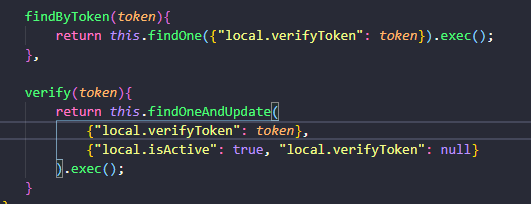 findByToken(token){
return this.findOne({"local.verifyToken": token}).exec();
},
verify(token){
return this.findOneAndUpdate(
{"local.verifyToken": token},
{"local.isActive": true, "local.verifyToken": null}
).exec();
}